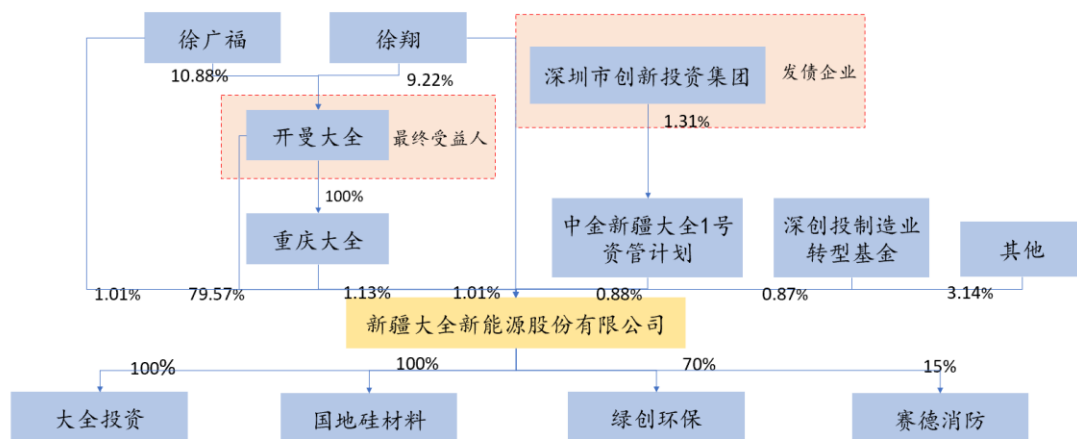 徐广福
徐翔
10.88%
9.22%
深圳市创新投资集团
发债企业
1.31%
开曼大全
最终受益人
100%
重庆大全
中金新疆大全1号
资管计划
深创投制造业
转型基金
其他
1.01%
79.57%
1.13%
1.01%
0.88%
0.87%
3.14%
新疆大全新能源股份有限公司
100%
100%
70%
15%
大全投资
国地硅材料
绿创环保
赛德消防